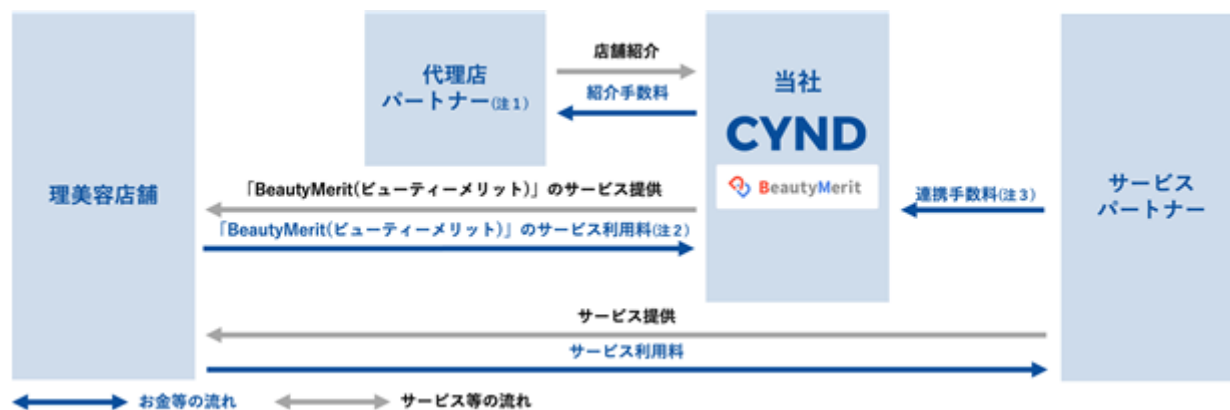 理美容店舗
代理店
パートナー(注1)
店舗紹介
紹介手数料
当社
CYND
BeautyMerit
「BeautyMerit(ビューティーメリット)」のサービス提供
「BeautyMerit(ビューティーメリット)」のサービス利用料(注2)
連携手数料(注3)
サービス
パートナー
サービス提供
サービス利用料
お金等の流れ
サービス等の流れ